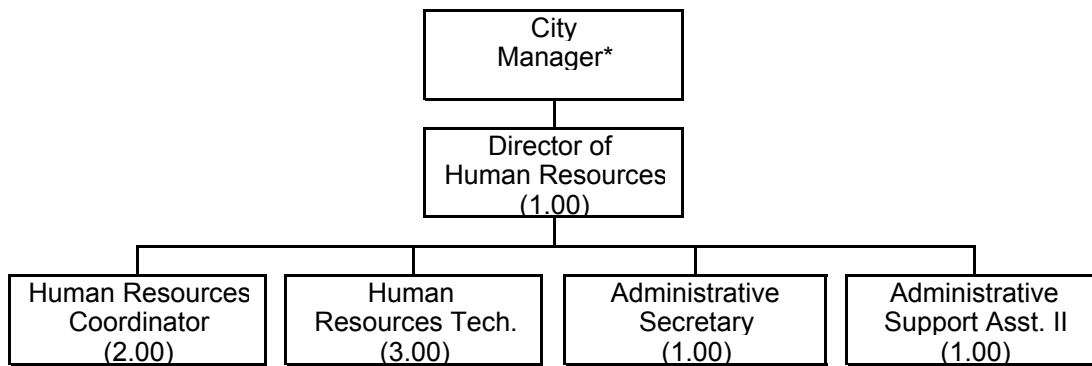 City
Manager*
Director of
Human Resources
(1.00)
Human Resources
Coordinator
(2.00)
Human
Resources Tech.
(3.00)
Administrative
Secretary
(1.00)
Administrative
Support Asst. II
(1.00)